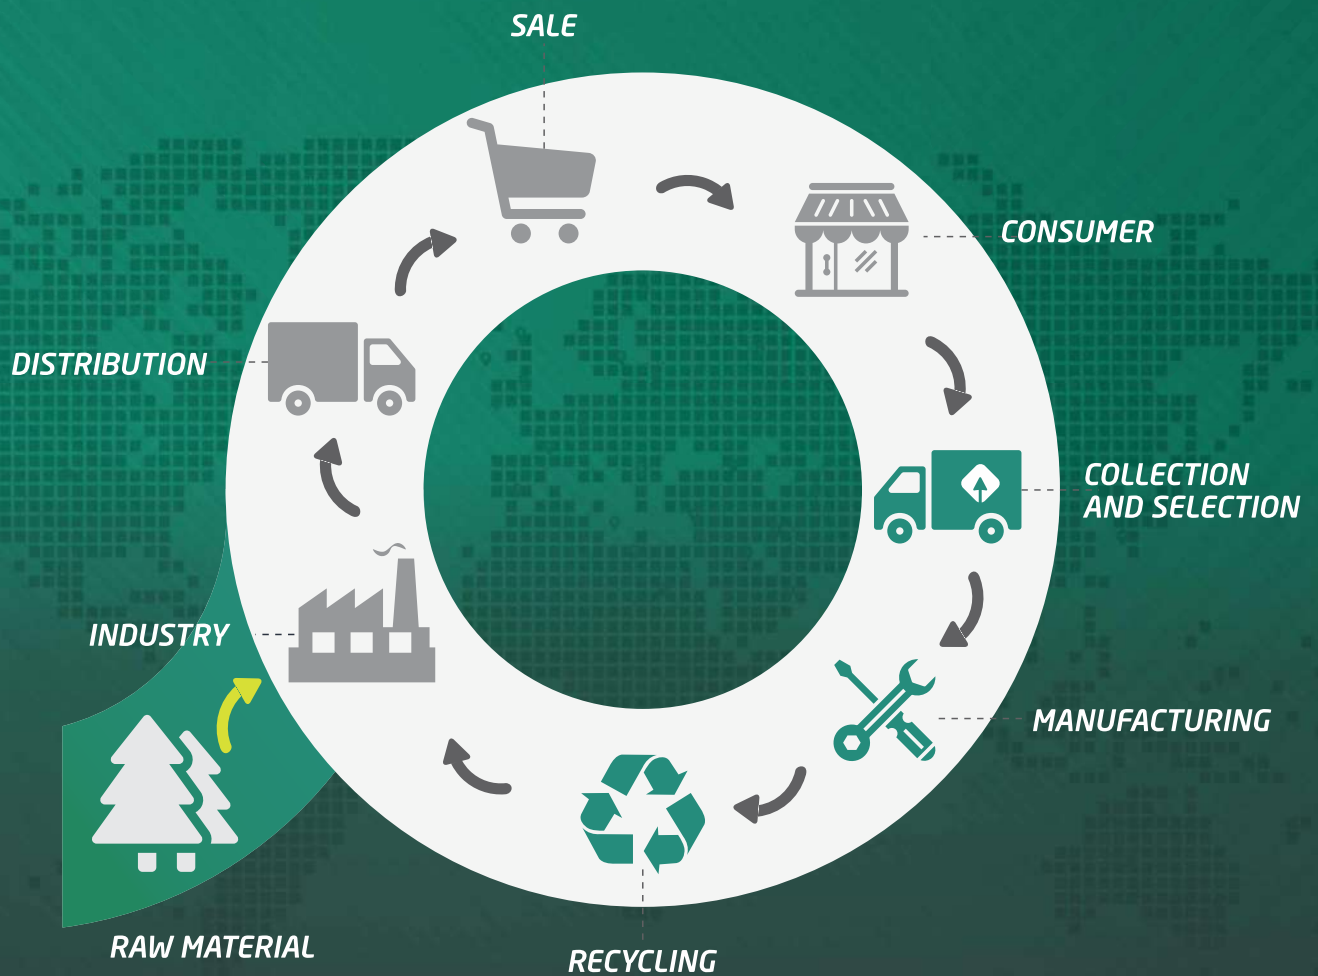 SALE
CONSUMER
DISTRIBUTION
COLLECTION
AND SELECTION
INDUSTRY
MANUFACTURING
RAW MATERIAL
RECYCLING